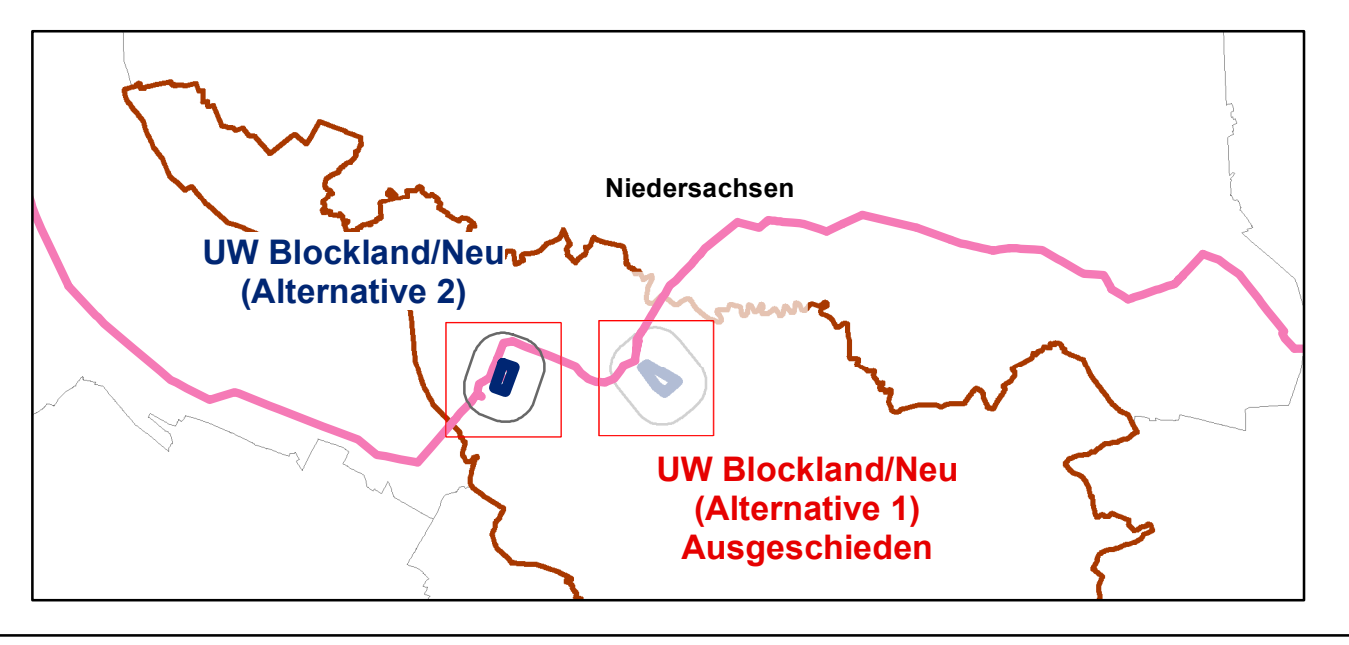 Niedersachsen
UW Blockland/Neu
(Alternative 2)
UW Blockland/Neu
(Alternative 1)
Ausgeschieden